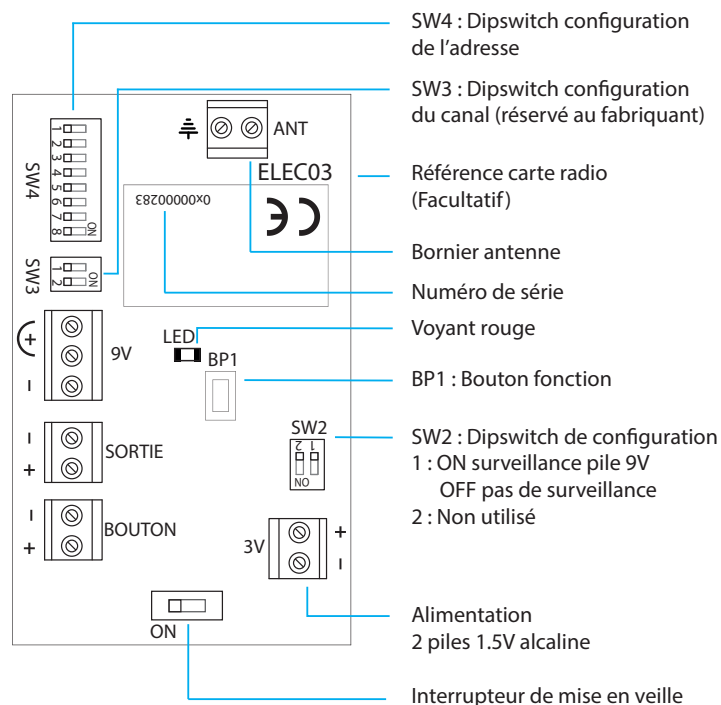 SW4 : Dipswitch configuration
de l'adresse
SW3 : Dipswitch configuration
du canal (réservé au fabriquant)
Référence carte radio
(Facultatif)
Bornier antenne
Numéro de série
Voyant rouge
BP1 : Bouton fonction
SW2 : Dipswitch de configuration
1 : ON surveillance pile 9V
OFF pas de surveillance
2 : Non utilisé
Alimentation
2 piles 1.5V alcaline
Interrupteur de mise en veille
SW4
1
2
3
4
5
6
7
8
ON
SW3
1
2
ON
ANT
ELEC03
0x00000283
CE
+
9V
-
LED
BP1
-
SORTIE
+
-
BOUTON
+
SW2
2 1
ON
3V
+
-
ON